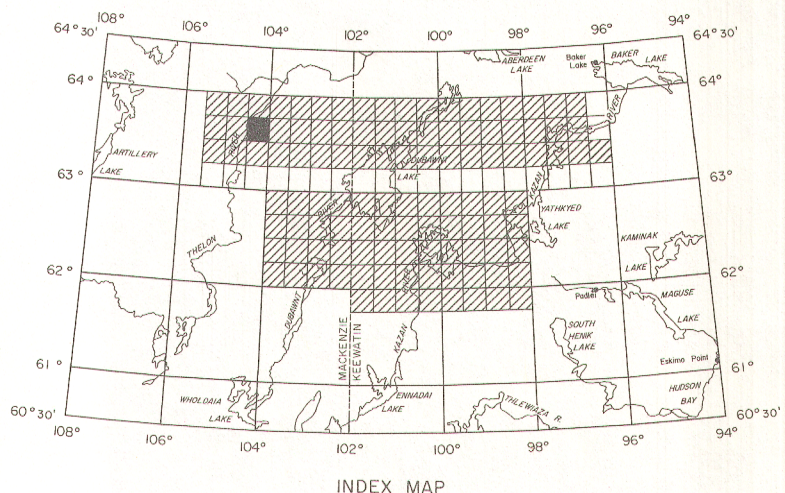 108°
106°
104°
102°
100°
98°
96°
94°
64° 30'
64° 30'
ABERDEEN
LAKE
Baker
Lake
BAKER LAKE
64°
64°
RIVER
RIVER
ARTILLERY
LAKE
DUBAWNT
LAKE
63°
63°
KAZAN
RIVER
YATHKYED
LAKE
THELON
KAMINAK
LAKE
62°
62°
RIVER
Padlei
MAGUSE
LAKE
DUBAWNT
SOUTH
HENIK
LAKE
MACKENZIE
KEEWATIN
KAZAN
Eskimo Point
61°
61°
WHOLDAIA
LAKE
ENNADAI
LAKE
THLEWIAZA R.
HUDSON
BAY
60° 30'
60° 30'
108°
106°
104°
102°
100°
98°
96°
94°
INDEX MAP